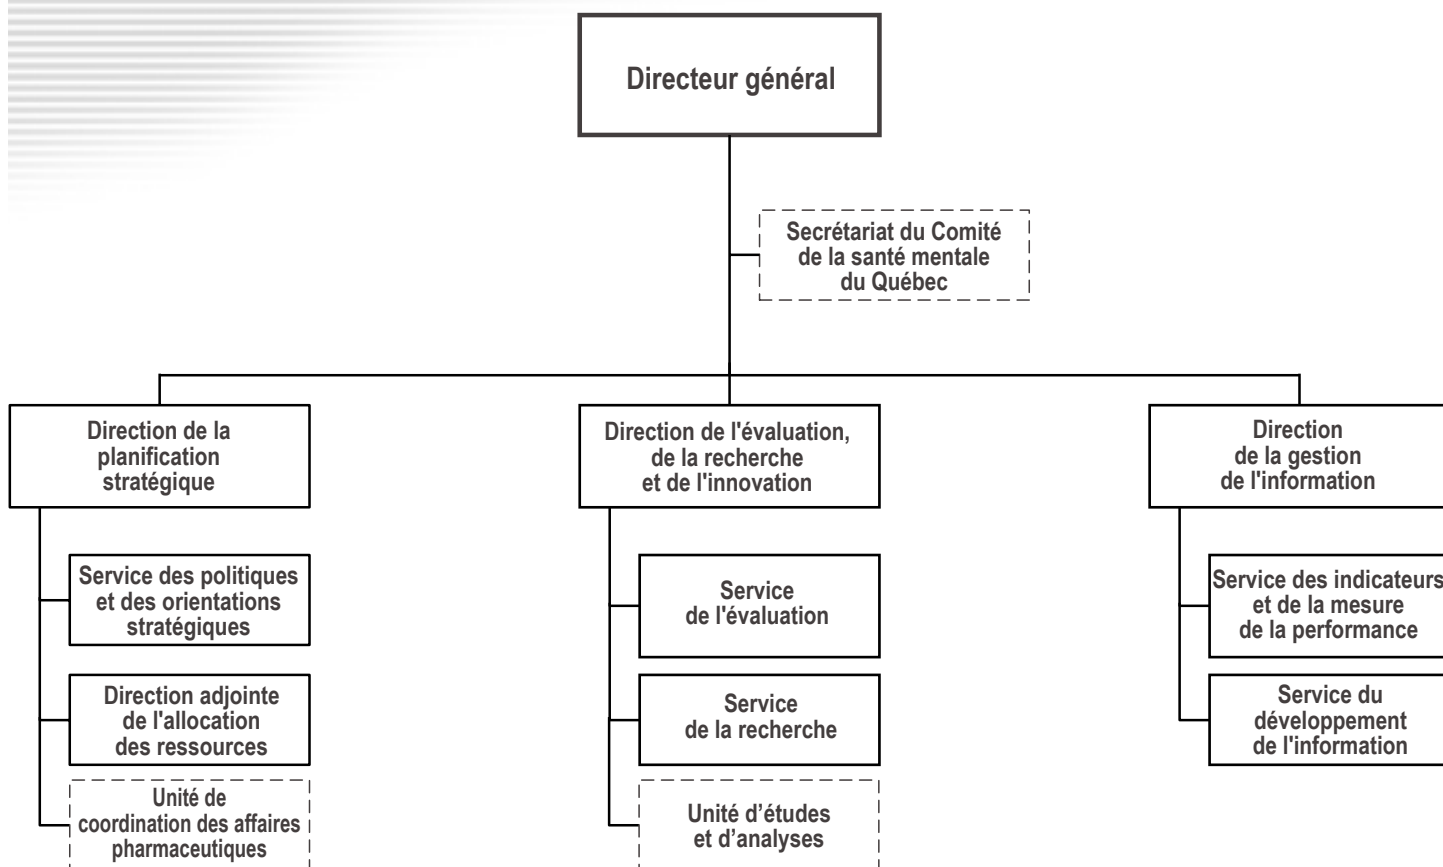 Directeur général
Secrétariat du Comité
de la santé mentale
du Québec
Direction de la
planification
stratégique
Service des politiques
et des orientations
stratégiques
Direction adjointe
de l'allocation
des ressources
Unité de
coordination des affaires
pharmaceutiques
Direction de l'évaluation,
de la recherche
et de l'innovation
Service
de l'évaluation
Service
de la recherche
Unité d’études
et d’analyses
Direction
de la gestion
de l'information
Service des indicateurs
et de la mesure
de la performance
Service du
développement
de l'information